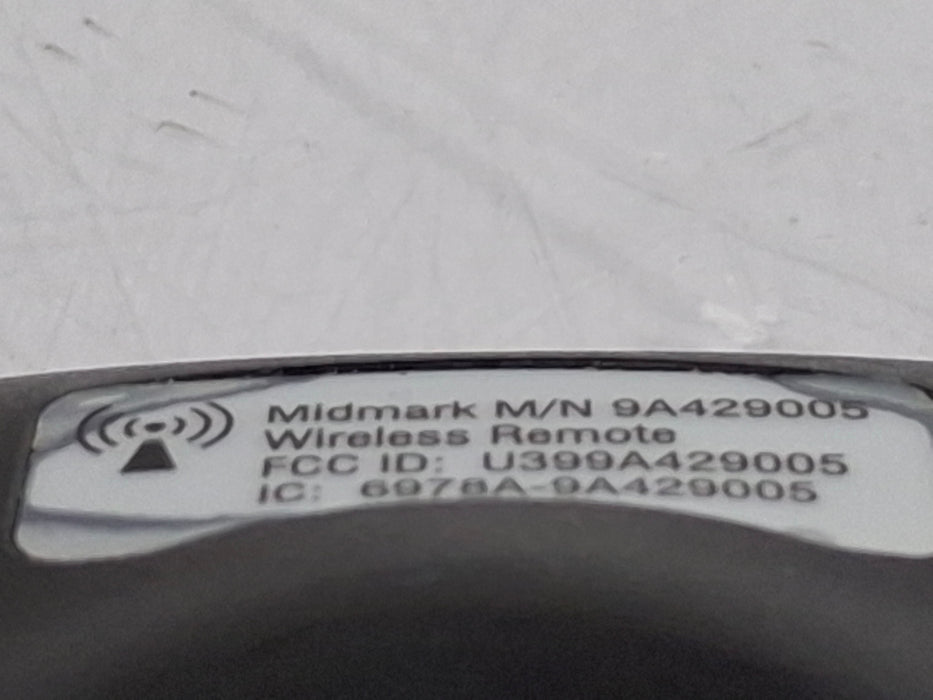 Midmark M/N 9A429005
Wireless Remote
FCC ID: U399A429005
IC: 6978A-9A429005